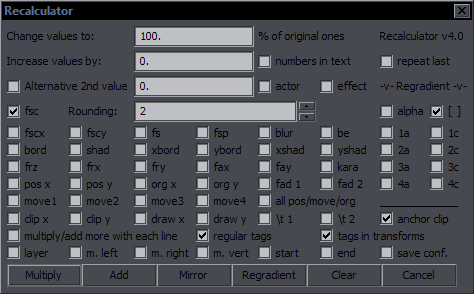 Recalculator
Change values to: 100. % of original ones Recalculator v4.0
Increase values by: 0. numbers in text repeat last
Alternative 2nd value 0. actor effect -v- Regradient -v-
fsc Rounding: 2 alpha [ ]
fscx fscy fs fsp blur be 1a 1c
bord shad xbord ybord xshad yshad 2a 2c
frz frx fry fax fay kara 3a 3c
pos x pos y org x org y fad 1 fad 2 4a 4c
move1 move2 move3 move4 all pos/move/org
clip x clip y draw x draw y \t 1 \t 2 anchor clip
multiply/add more with each line regular tags tags in transforms
layer m. left m. right m. vert start end save conf.
Multiply Add Mirror Regradient Clear Cancel